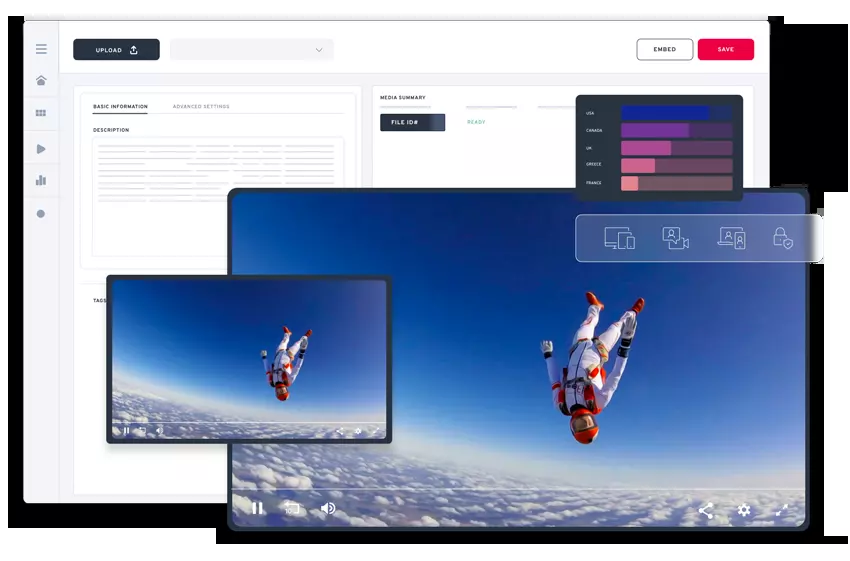 UPLOAD
EMBED
SAVE
BASIC INFORMATION
ADVANCED SETTINGS
DESCRIPTION
MEDIA SUMMARY
FILE ID#
READY
USA
CANADA
UK
GREECE
FRANCE
TAGS
10